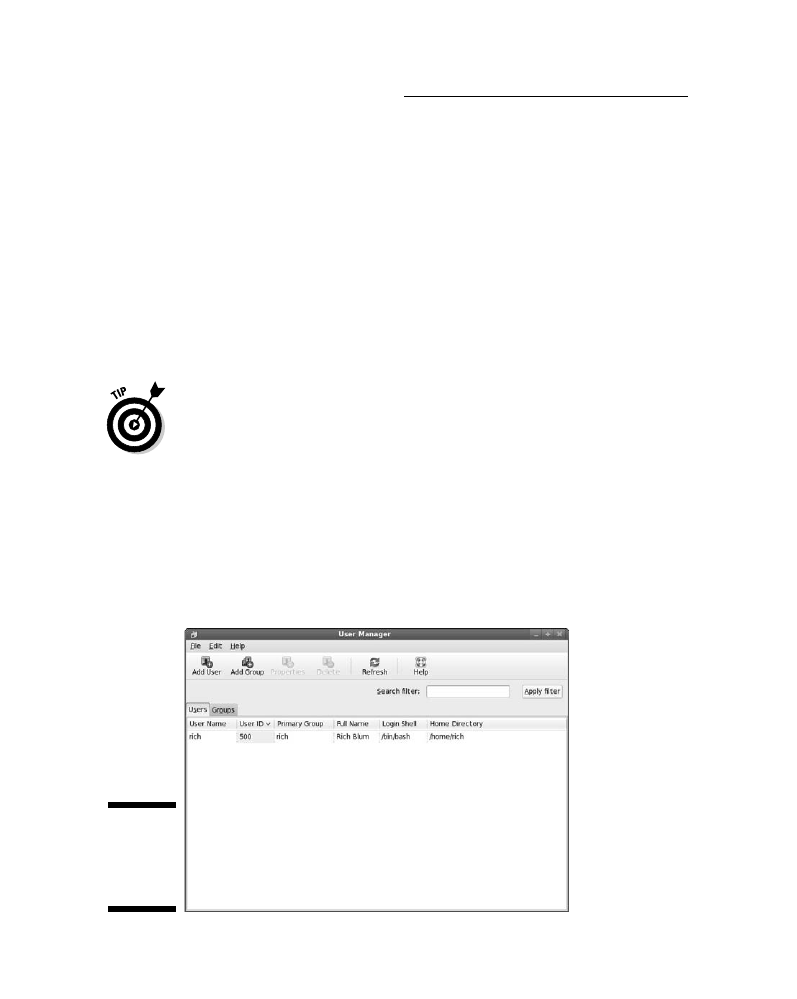 TIP
User Manager
File Edit Help
Add User Add Group Properties Delete Refresh Help
Search filter: Apply filter
Users Groups
User Name User ID Primary Group Full Name Login Shell Home Directory
rich 500 rich Rich Blum /bin/bash /home/rich